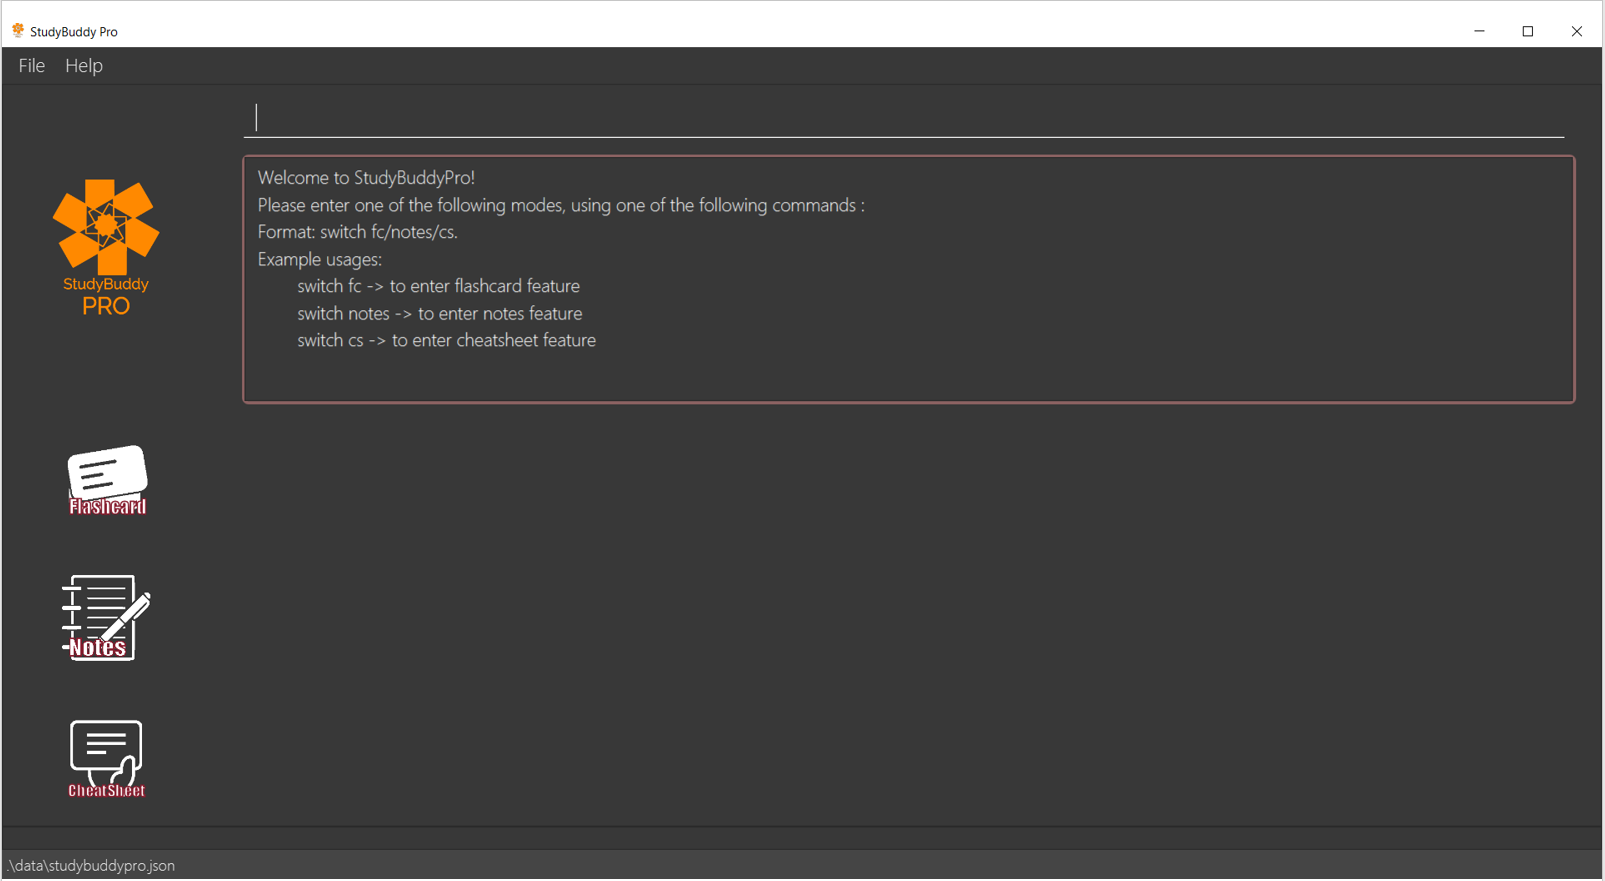 StudyBuddy Pro
File Help
Welcome to StudyBuddyPro!
Please enter one of the following modes, using one of the following commands :
Format: switch fc/notes/cs.
Example usages:
switch fc -> to enter flashcard feature
switch notes -> to enter notes feature
switch cs -> to enter cheatsheet feature
StudyBuddy
PRO
Flashcard
Notes
CheatSheet
.\data\studybuddypro.json